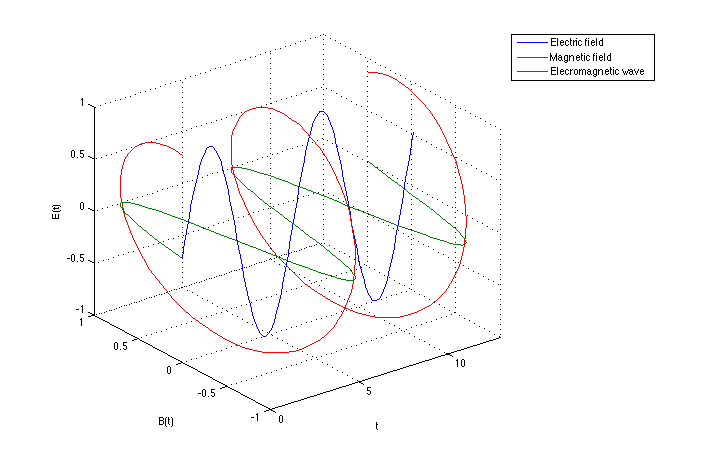 Electric field
Magnetic field
Elecromagnetic wave
1
0.5
0
-0.5
-1
E(t)
1
0.5
0
-0.5
-1
B(t)
0
5
10
t